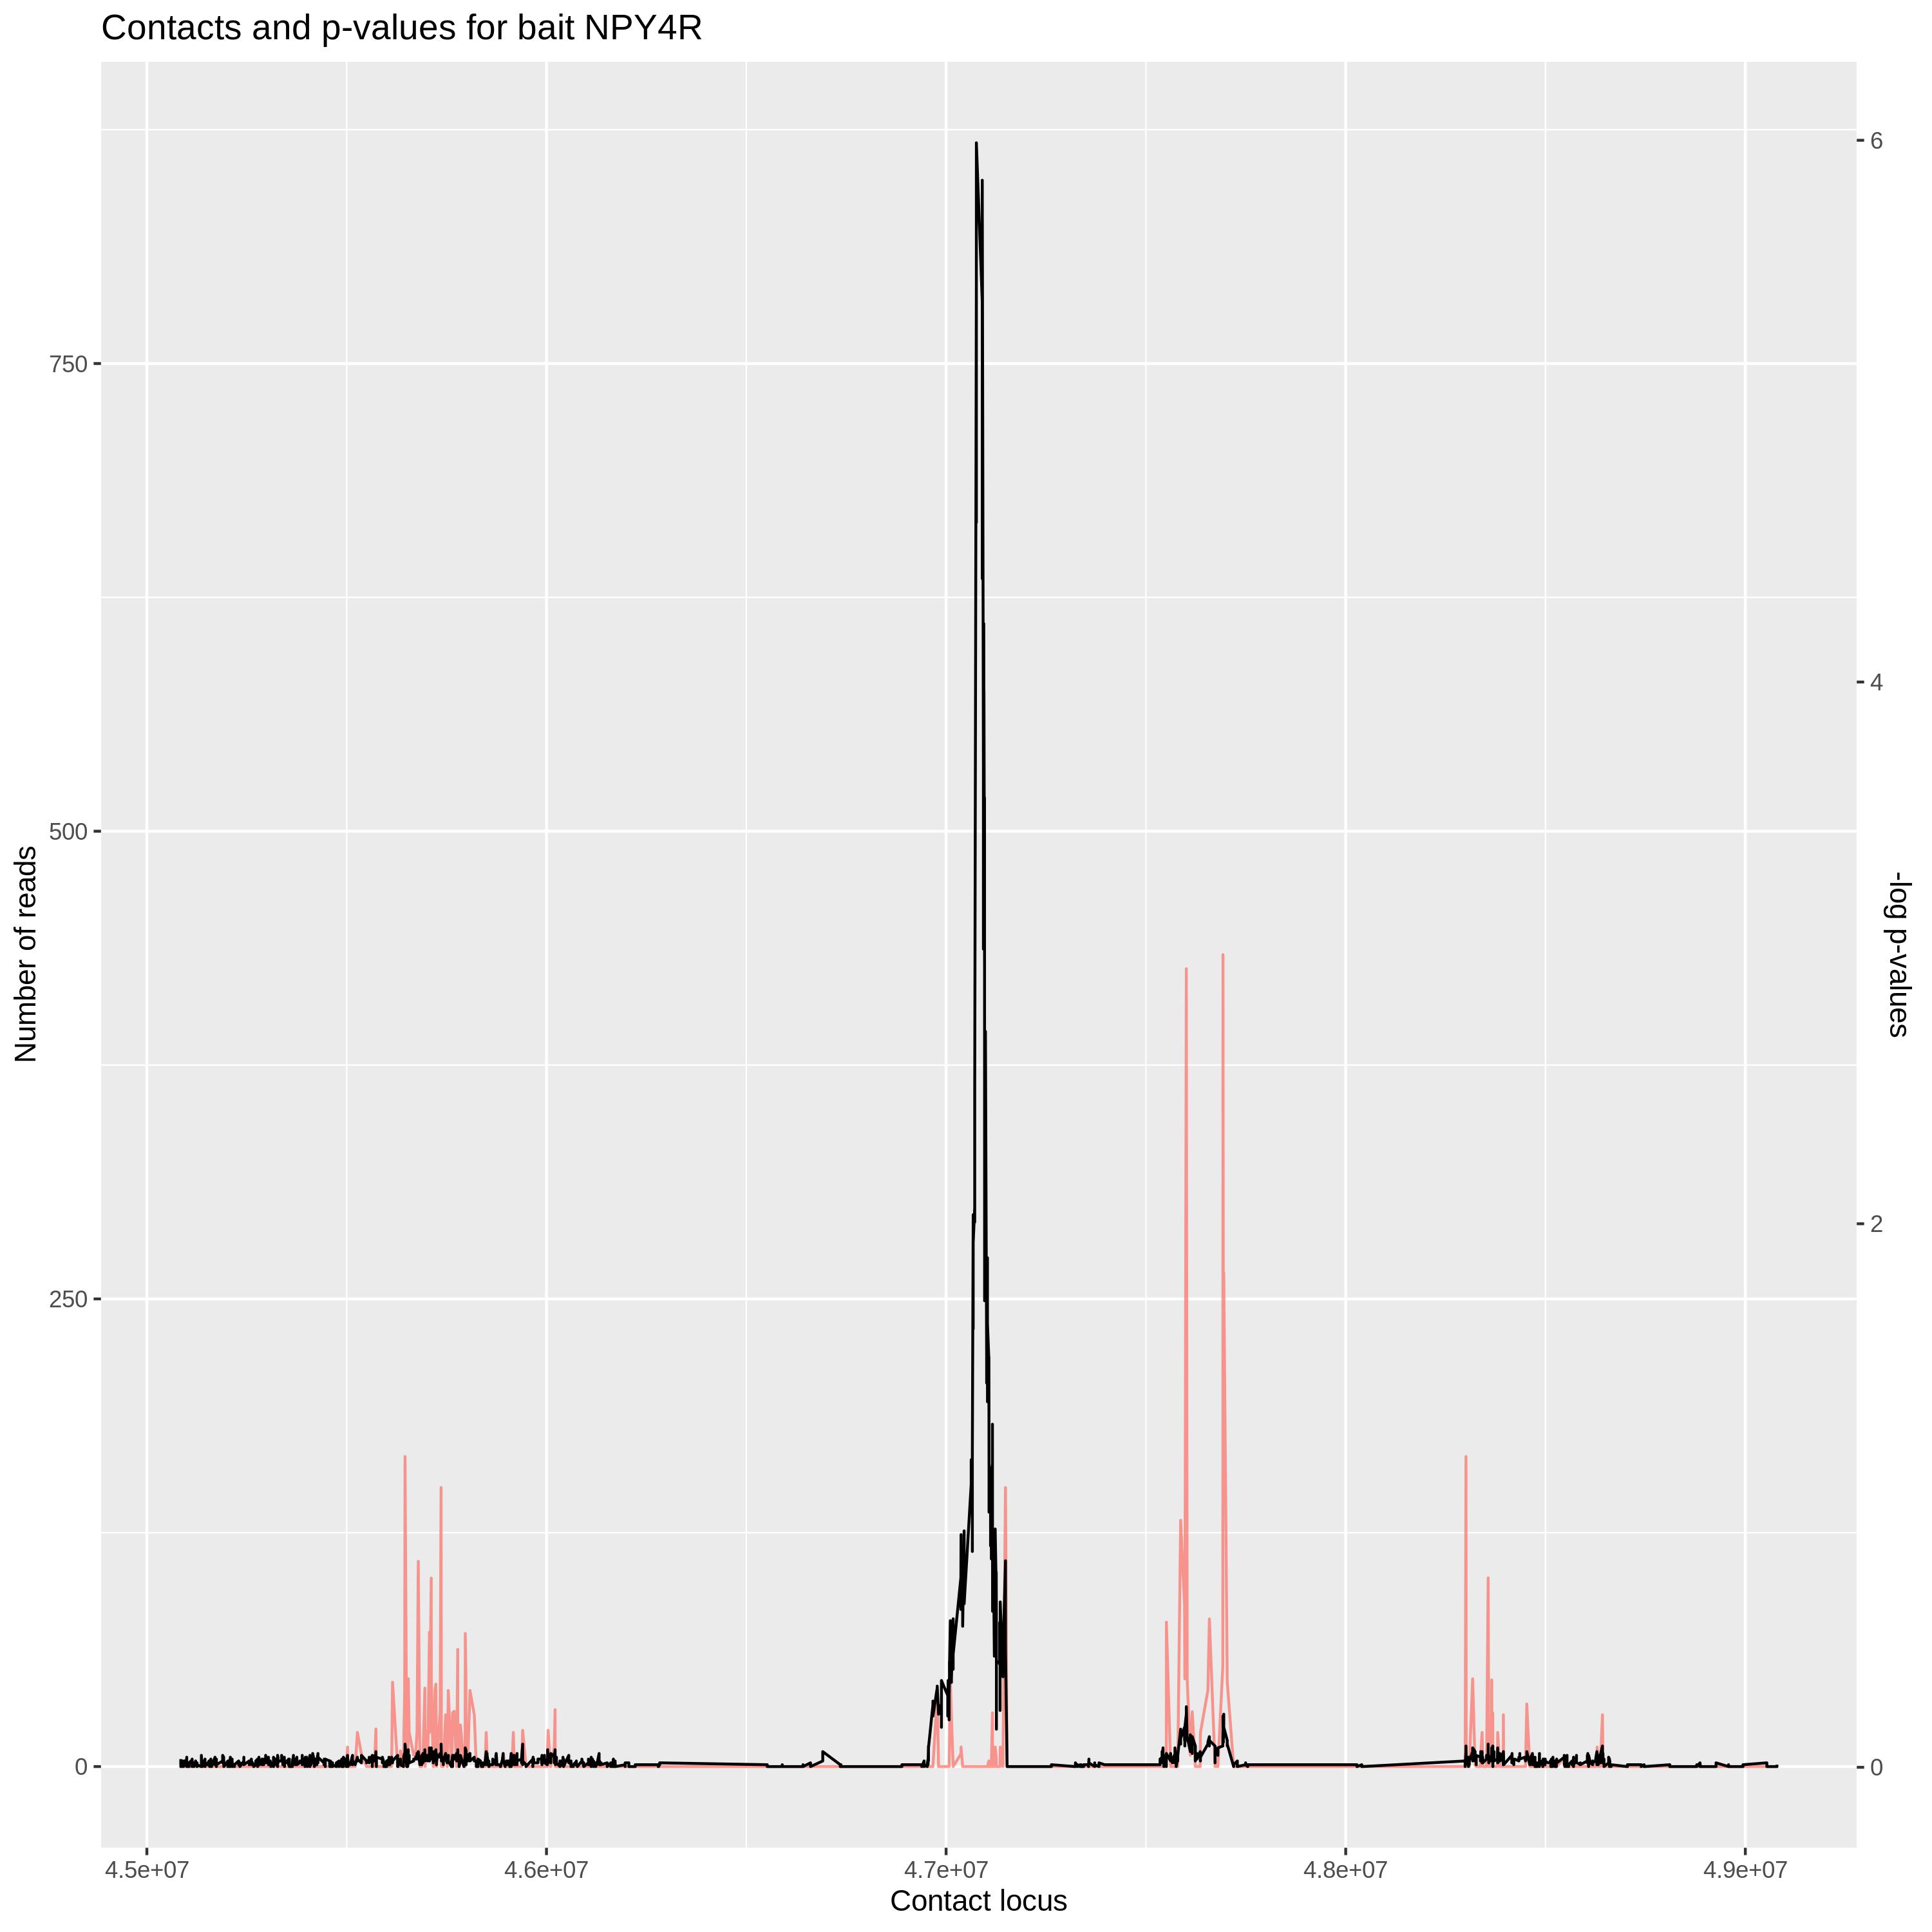 Contacts and p-values for bait NPY4R
Number of reads
750
500
250
0
6
4
2
0
-log p-values
4.5e+07
4.6e+07
4.7e+07
4.8e+07
4.9e+07
Contact locus